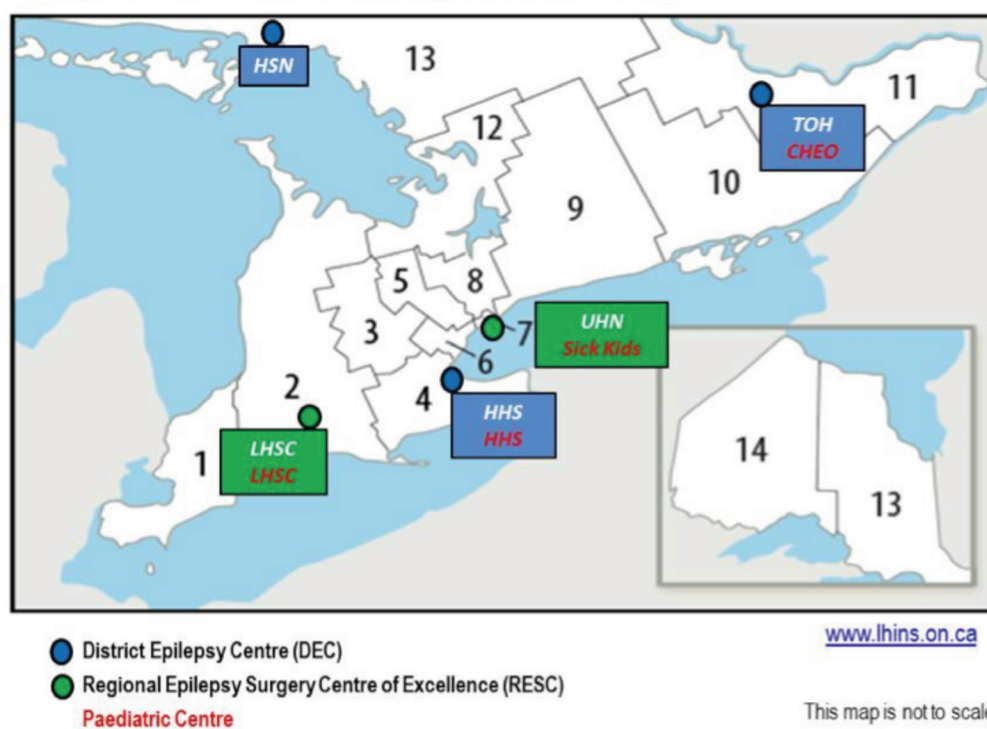 HSN
13
12
11
TOH
CHEO
10
9
5
8
3
7
UHN
Sick Kids
6
2
4
HHS
HHS
1
LHSC
LHSC
14
13
District Epilepsy Centre (DEC)
www.lhins.on.ca
Regional Epilepsy Surgery Centre of Excellence (RESC)
Paediatric Centre
This map is not to scale